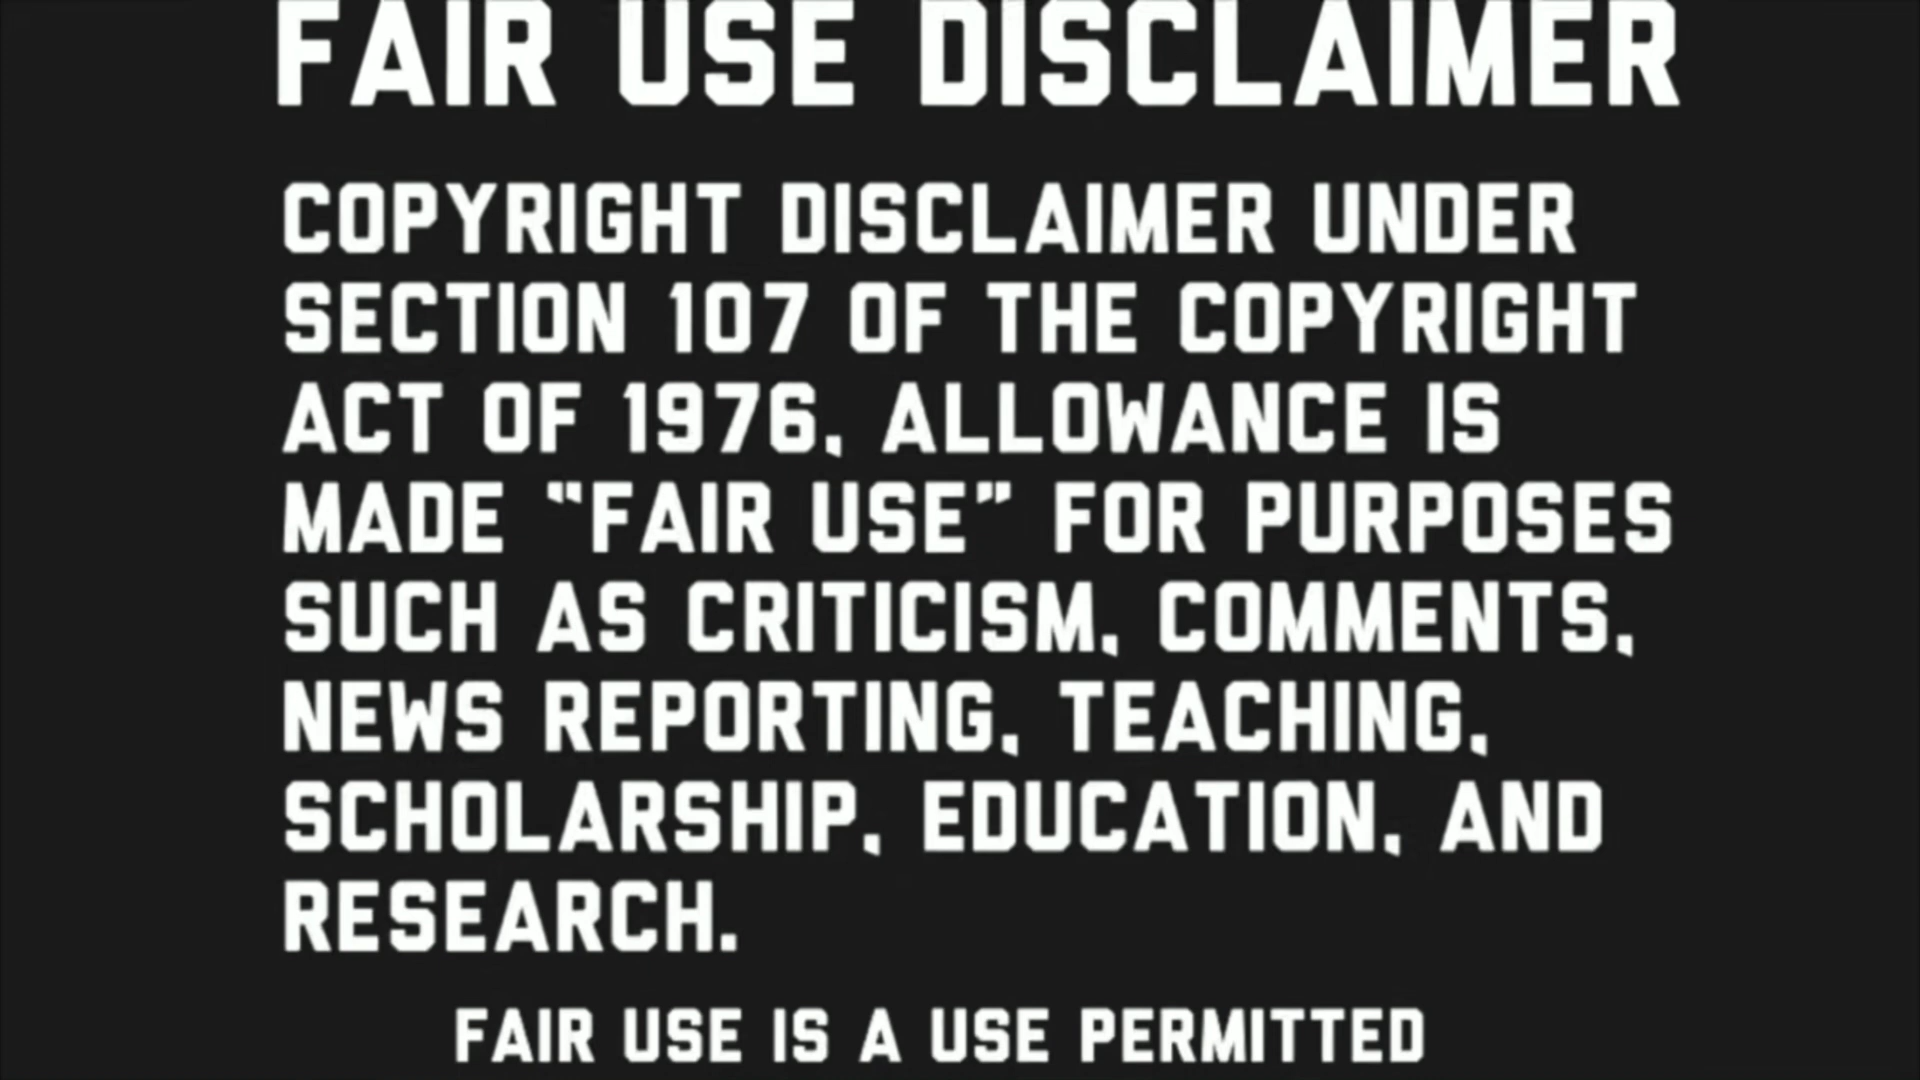 FAIR USE DISCLAIMER
COPYRIGHT DISCLAIMER UNDER
SECTION 107 OF THE COPYRIGHT
ACT OF 1976, ALLOWANCE IS
MADE “FAIR USE” FOR PURPOSES
SUCH AS CRITICISM, COMMENTS,
NEWS REPORTING, TEACHING,
SCHOLARSHIP, EDUCATION, AND
RESEARCH.
FAIR USE IS A USE PERMITTED